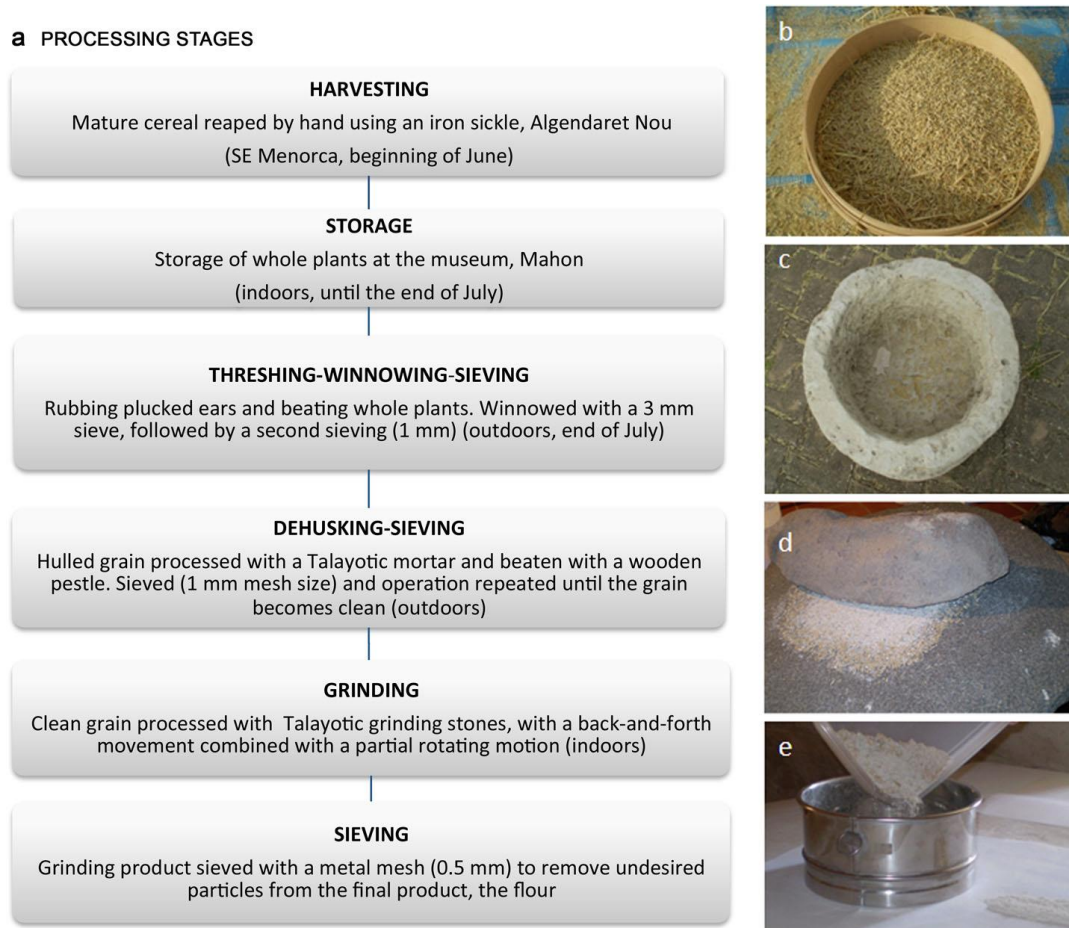 a PROCESSING STAGES
HARVESTING
Mature cereal reaped by hand using an iron sickle, Algendaret Nou
(SE Menorca, beginning of June)
STORAGE
Storage of whole plants at the museum, Mahon
(indoors, until the end of July)
THRESHING-WINNOWING-SIEVING
Rubbing plucked ears and beating whole plants. Winnowed with a 3 mm
sieve, followed by a second sieving (1 mm) (outdoors, end of July)
DEHUSKING-SIEVING
Hulled grain processed with a Talayotic mortar and beaten with a wooden
pestle. Sieved (1 mm mesh size) and operation repeated until the grain
becomes clean (outdoors)
GRINDING
Clean grain processed with Talayotic grinding stones, with a back-and-forth
movement combined with a partial rotating motion (indoors)
SIEVING
Grinding product sieved with a metal mesh (0.5 mm) to remove undesired
particles from the final product, the flour
b
c
d
e